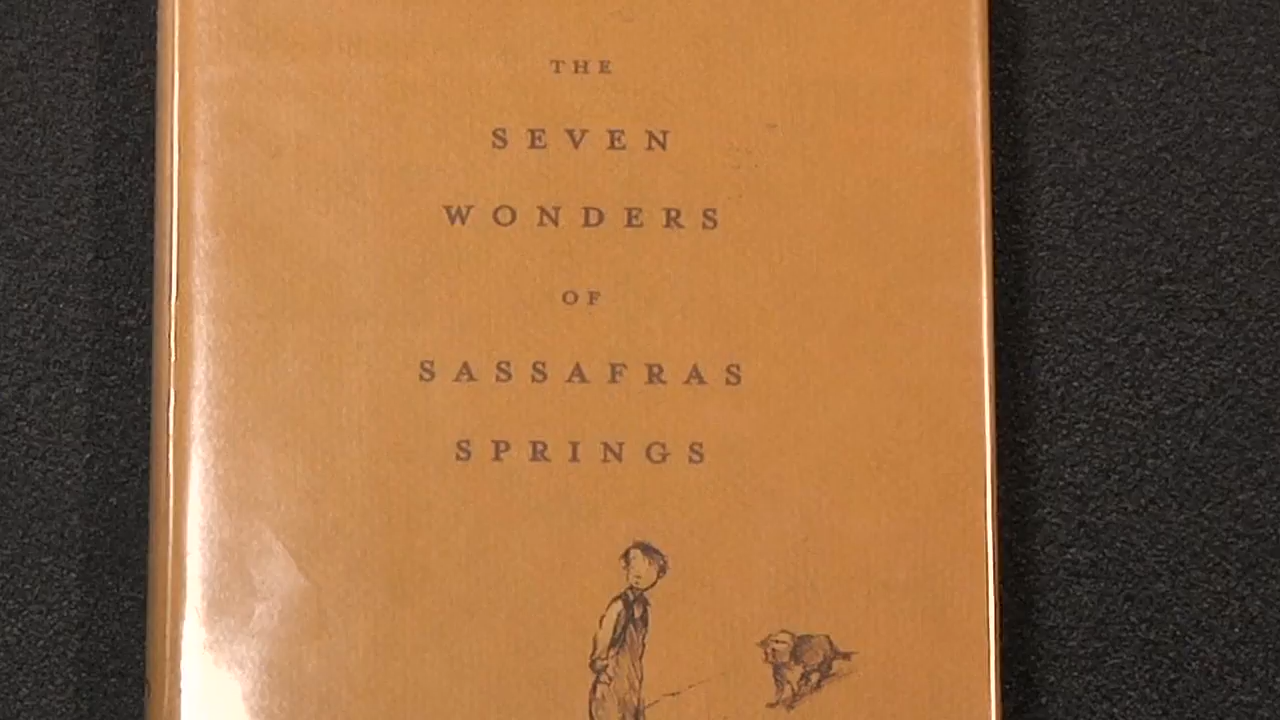 THE
SEVEN
WONDERS
OF
SASSAFRAS
SPRINGS